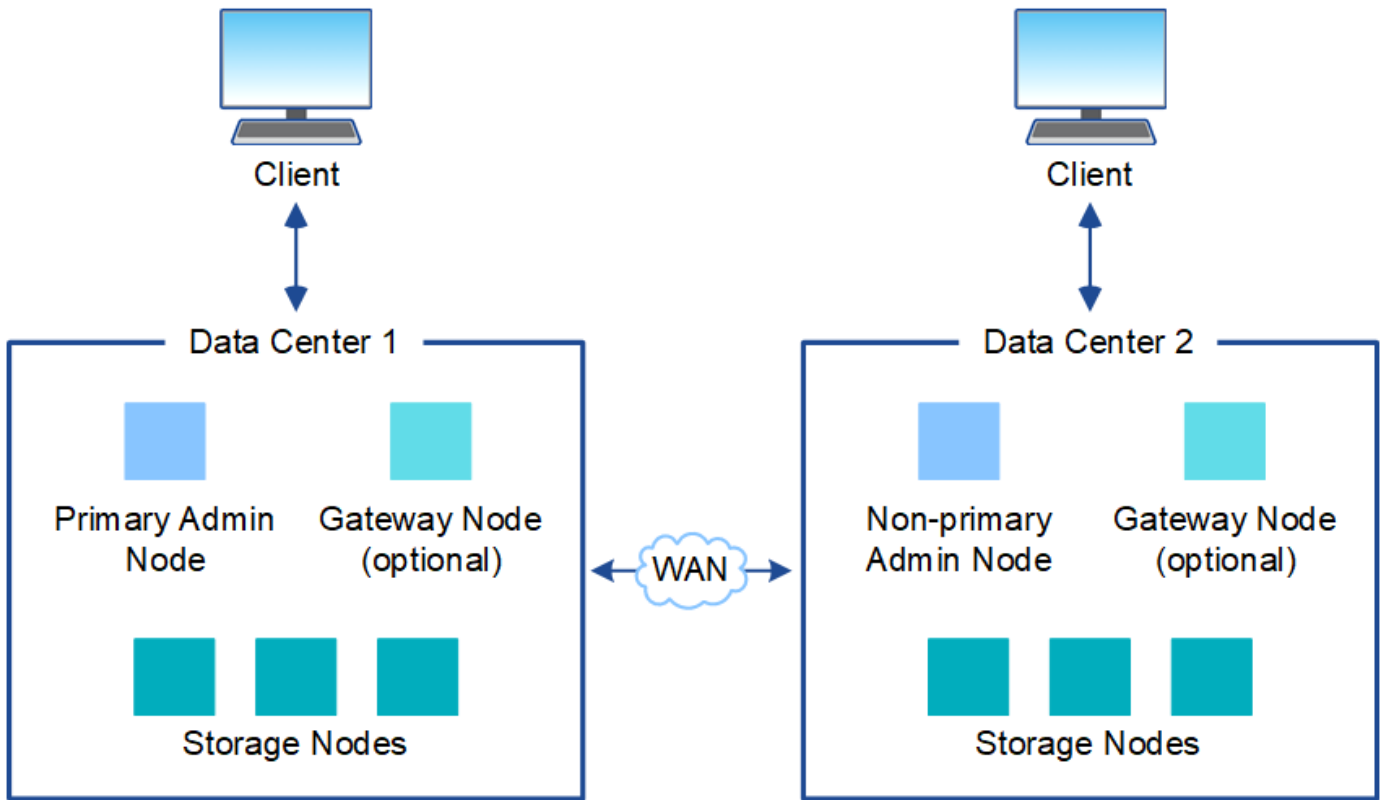 Client
Client
Data Center 1
Data Center 2
Primary Admin
Node
Gateway Node
(optional)
WAN
Non-primary
Admin Node
Gateway Node
(optional)
Storage Nodes
Storage Nodes